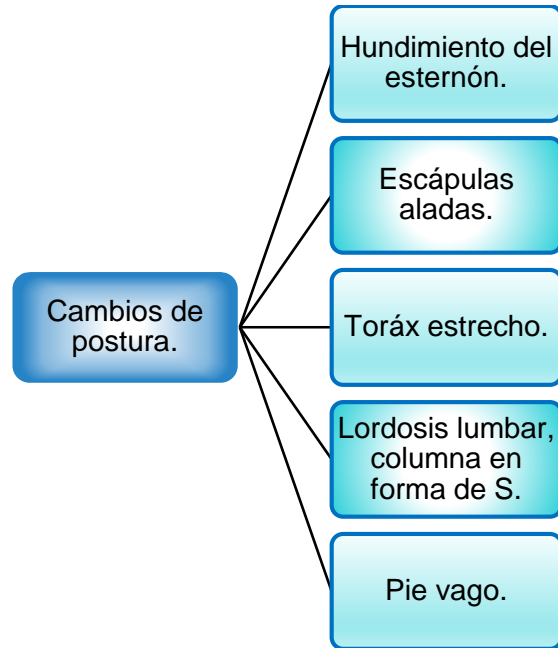 Hundimiento del
esternón.
Escápulas
aladas.
Cambios de
postura.
Toráx estrecho.
Lordosis lumbar,
columna en
forma de S.
Pie vago.